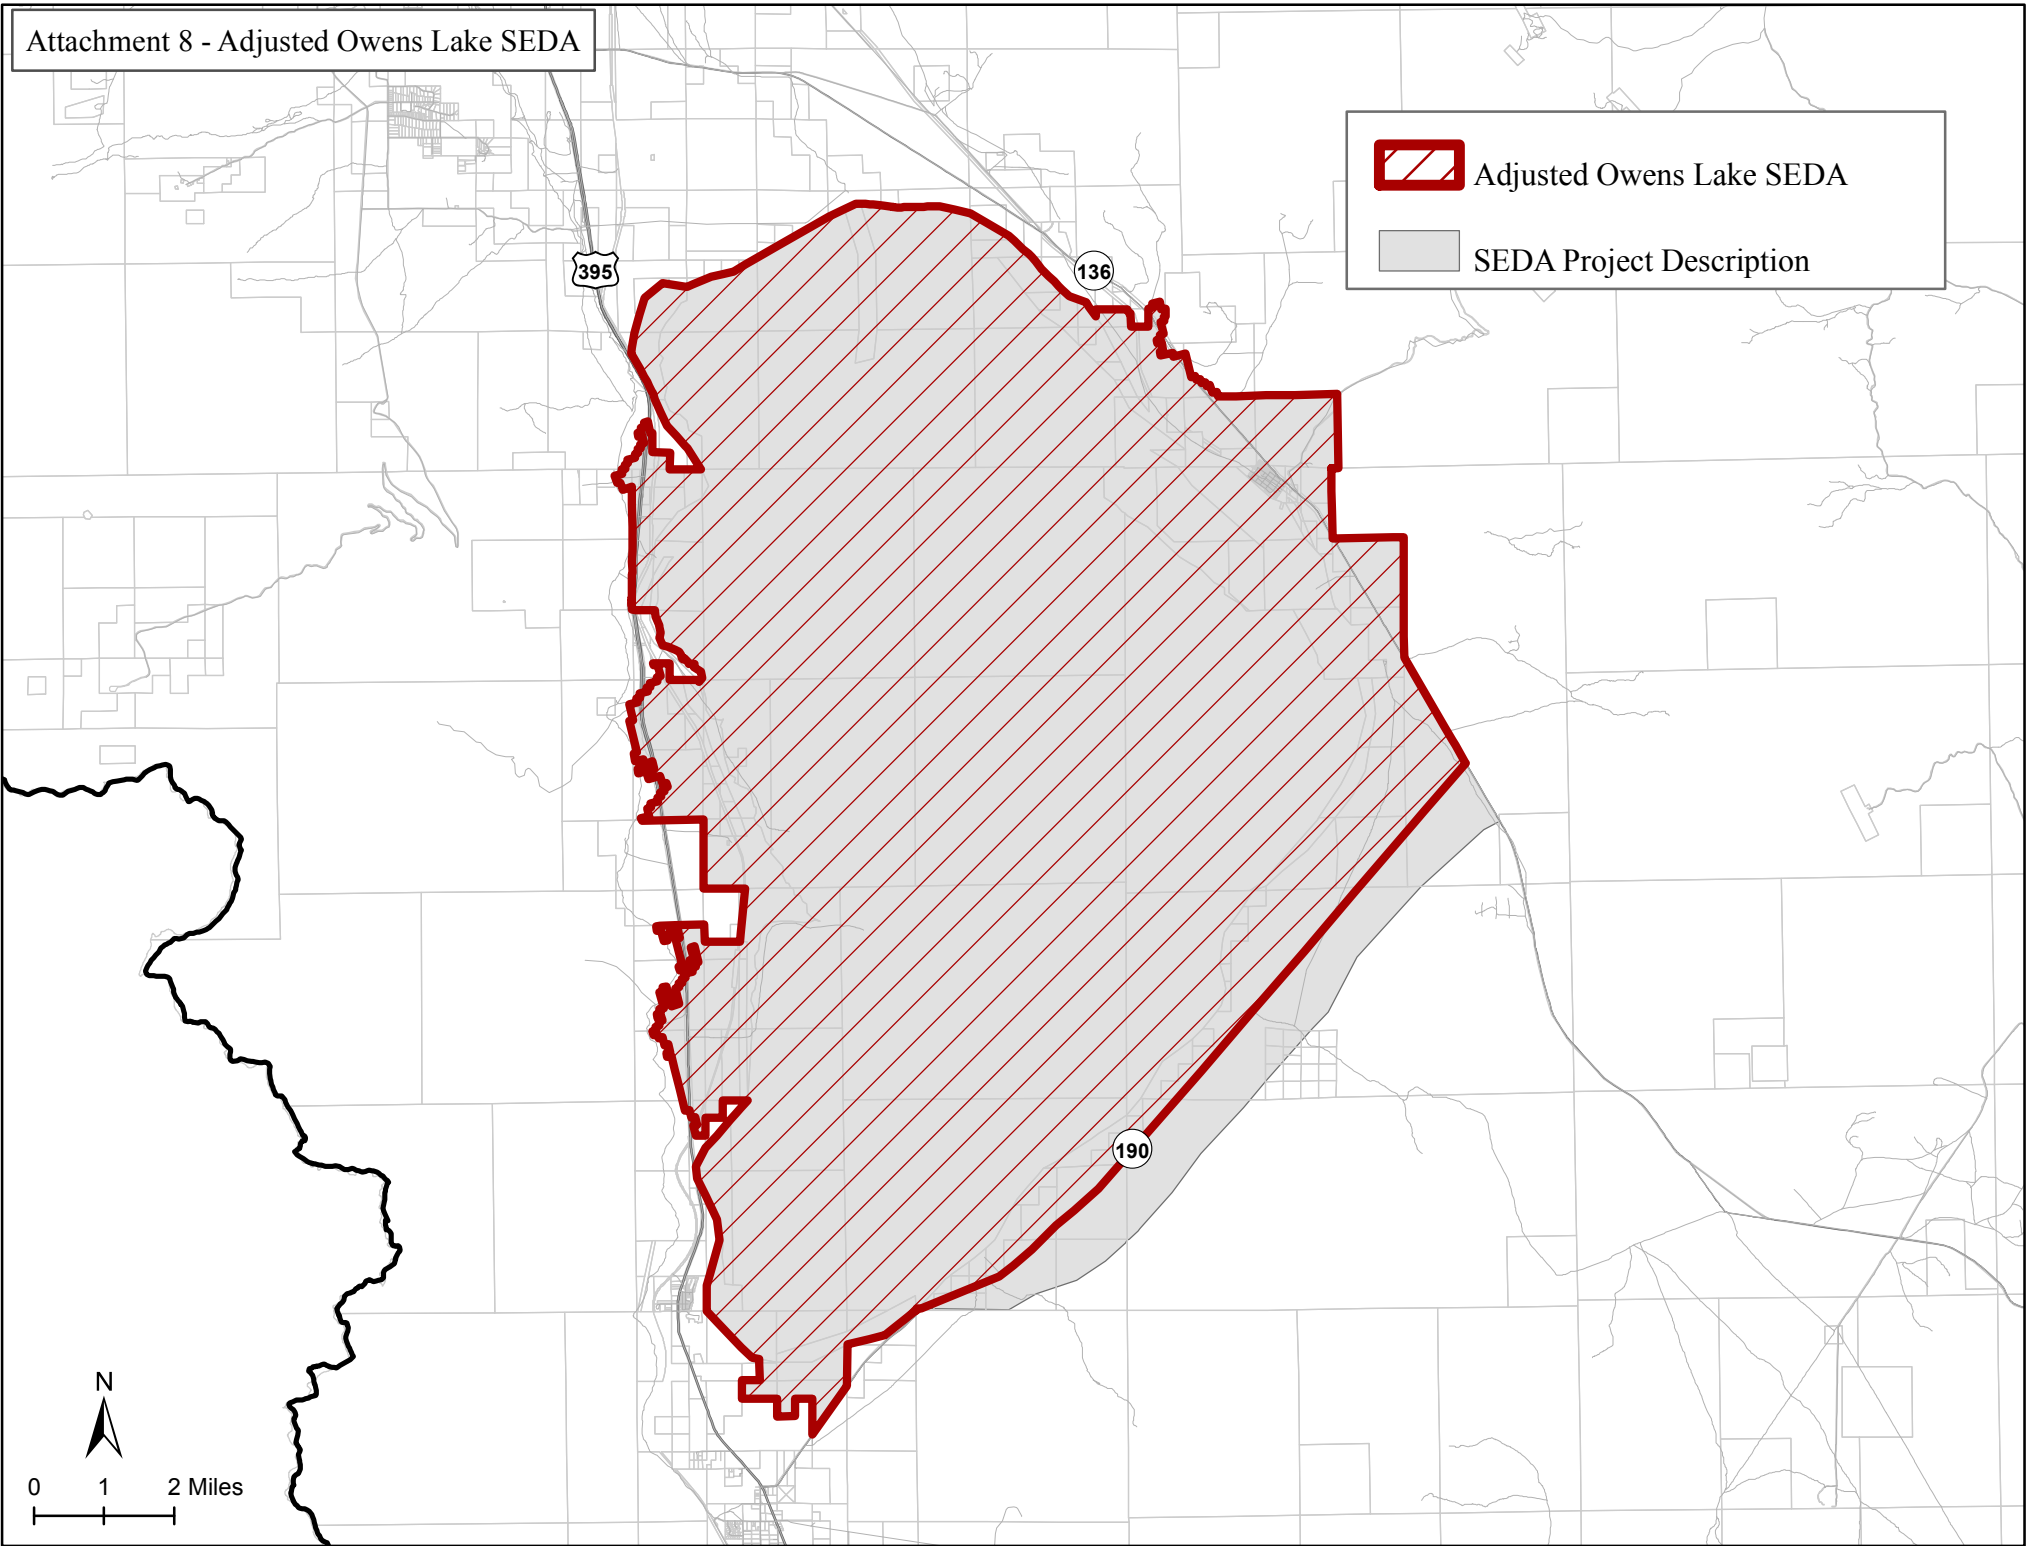 Attachment 8 - Adjusted Owens Lake SEDA
Adjusted Owens Lake SEDA
SEDA Project Description
395
136
190
N
0 1 2 Miles